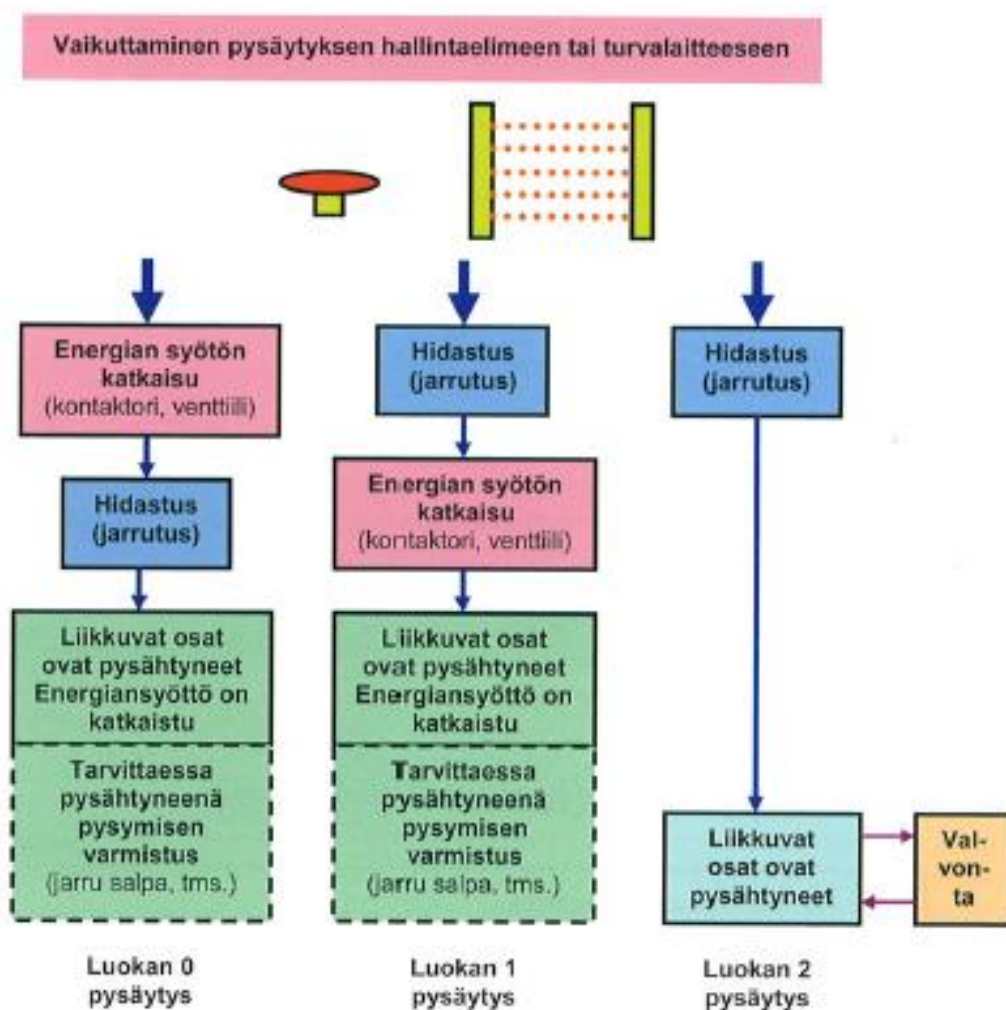 Vaikuttaminen pysäytyksen hallintaelimeen tai turvalaitteeseen
Energian syötön
katkaisu
(kontaktori, venttiili)
Hidastus
(jarrutus)
Liikkuvat osat
ovat pysähtyneet
Energiansyöttö on
katkaistu
Tarvittaessa
pysähtyneenä
pysymisen
varmistus
(jarru salpa, tms.)
Luokan 0
pysäytys
Hidastus
(jarrutus)
Energian syötön
katkaisu
(kontaktori, venttiili)
Liikkuvat osat
ovat pysähtyneet
Energiansyöttö on
katkaistu
Tarvittaessa
pysähtyneenä
pysymisen
varmistus
(jarru salpa, tms.)
Luokan 1
pysäytys
Hidastus
(jarrutus)
Liikkuvat
osat ovat
pysähtyneet
Val-
von-
ta
Luokan 2
pysäytys